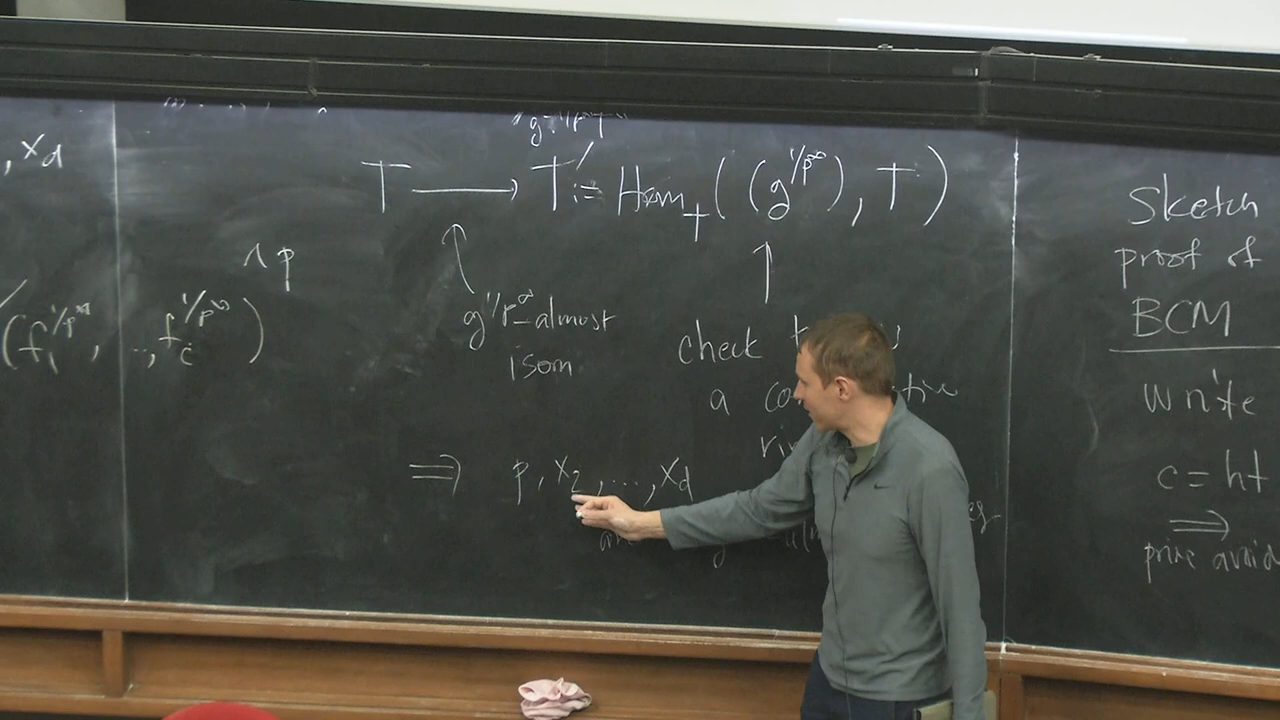 , x_d
∧ p
(f_1^{1/p^∞}, .., f_c^{1/p^∞})
T ⟶ T' := Hom_T( (g^{1/p^∞}), T )
↑ ↑
g^{1/p^∞}-almost
isom
check
a
⟹ p, x_2, ..., x_d
Sketch
proof of
BCM
write
c = ht
⟹
prime avoid